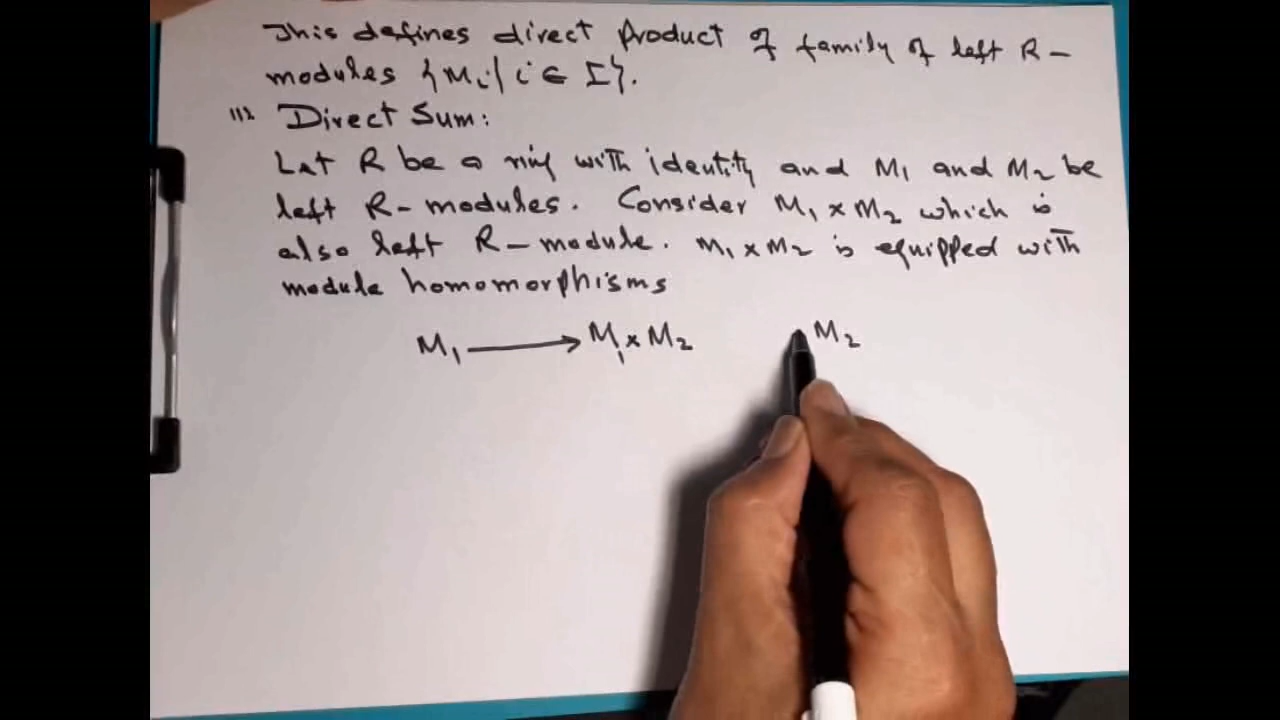 This defines direct product of family of left R-
modules {Mi | i ∈ I}.
iii) Direct Sum:
Let R be a ring with identity and M1 and M2 be
left R-modules. Consider M1 × M2 which is
also left R-module. M1 × M2 is equipped with
module homomorphisms
M1 ⟶ M1 × M2 M2